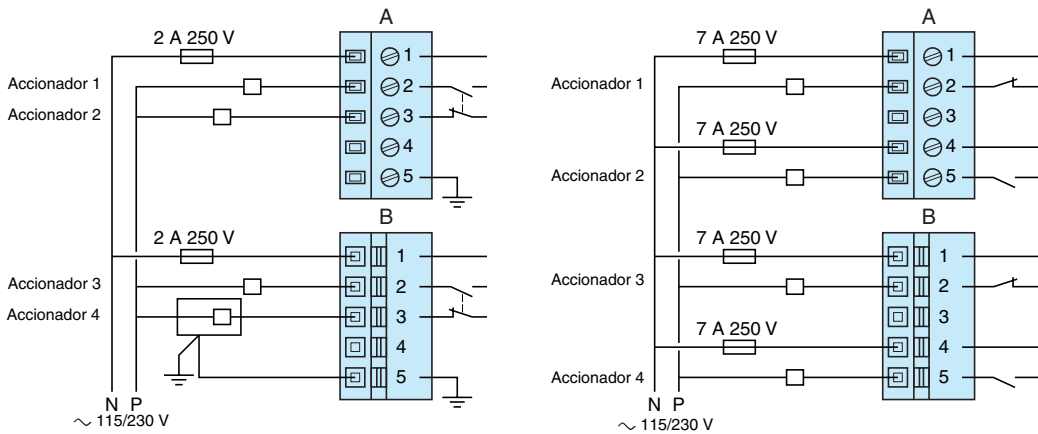 A
2 A 250 V
1
Accionador 1
2
Accionador 2
3
4
5
B
2 A 250 V
1
Accionador 3
2
Accionador 4
3
4
5
N P
~ 115/230 V
A
7 A 250 V
1
Accionador 1
2
3
7 A 250 V
4
Accionador 2
5
B
7 A 250 V
1
Accionador 3
2
3
7 A 250 V
4
Accionador 4
5
N P
~ 115/230 V